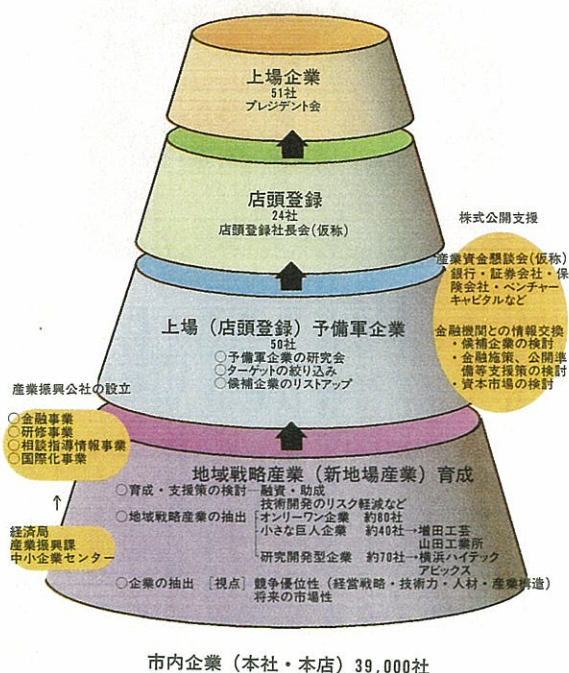 上場企業
51社
プレジデント会
店頭登録
24社
店頭登録社長会(仮称)
株式公開支援
産業資金懇談会(仮称)
銀行・証券会社・保
険会社・ベンチャー
キャピタルなど
金融機関との情報交換
・候補企業の検討
・金融施策、公開準
備等支援策の検討
・資本市場の検討
上場（店頭登録）予備軍企業
50社
○予備軍企業の研究会
○ターゲットの絞り込み
○候補企業のリストアップ
産業振興公社の設立
○金融事業
○研修事業
○相談指導情報事業
○国際化事業
↑
経済局
産業振興課
中小企業センター
地域戦略産業（新地場産業）育成
○育成・支援策の検討─融資・助成
技術開発のリスク軽減など
○地域戦略産業の抽出 オンリーワン企業 約80社
小さな巨人企業 約40社→増田工芸
山田工業所
研究開発型企業 約70社→横浜ハイテック
アピックス
○企業の抽出 [視点] 競争優位性（経営戦略・技術力・人材・産業構造）
将来の市場性
市内企業（本社・本店）39,000社